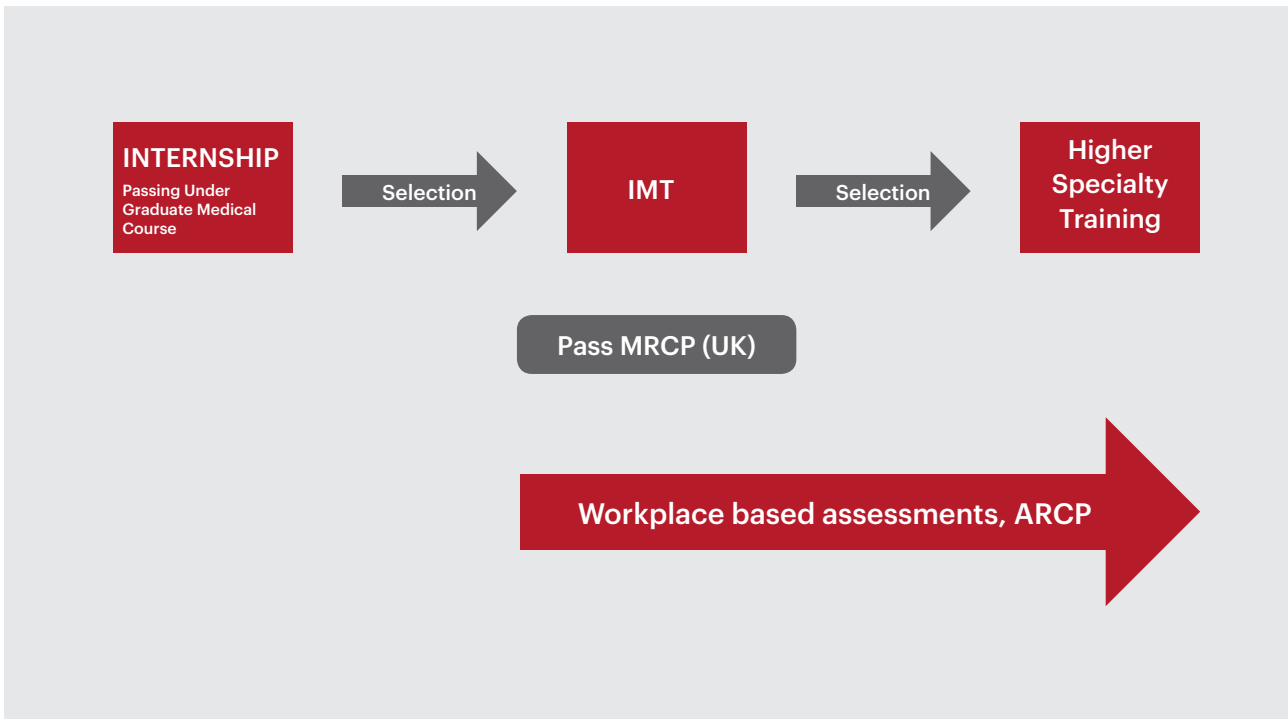 INTERNSHIP
Passing Under
Graduate Medical
Course
Selection
IMT
Selection
Higher
Specialty
Training
Pass MRCP (UK)
Workplace based assessments, ARCP